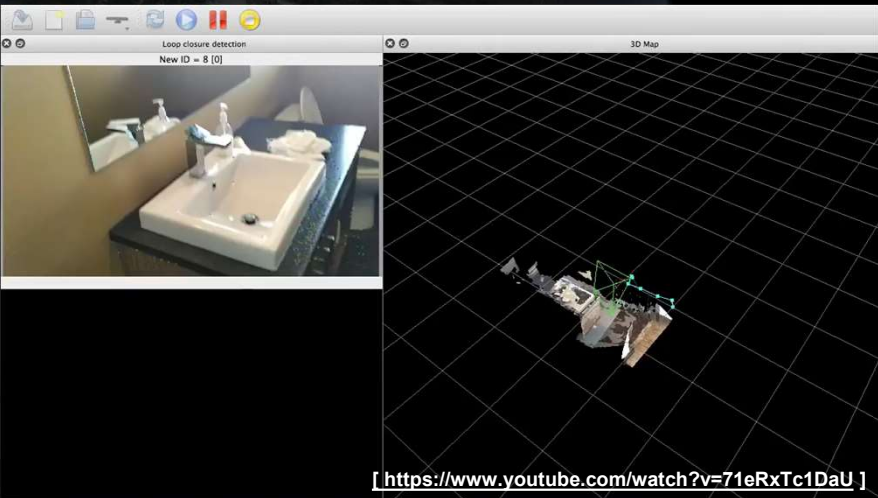 Loop closure detection
New ID = 8 [0]
3D Map
[ https://www.youtube.com/watch?v=71eRxTc1DaU ]